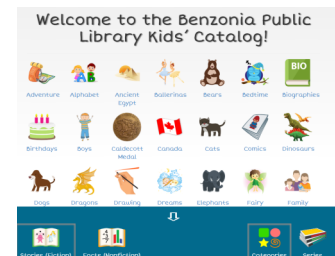 Welcome to the Benzonia Public
Library Kids' Catalog!
BIO
Adventure Alphabet Ancient Egypt Ballerinas Bears Bedtime Biographies
Birthdays Boys Caldecott Medal Canada Cats Comics Dinosaurs
Dogs Dragons Drawing Dreams Elephants Fairy Family
Stories (Fiction) Facts (Nonfiction) Categories Series